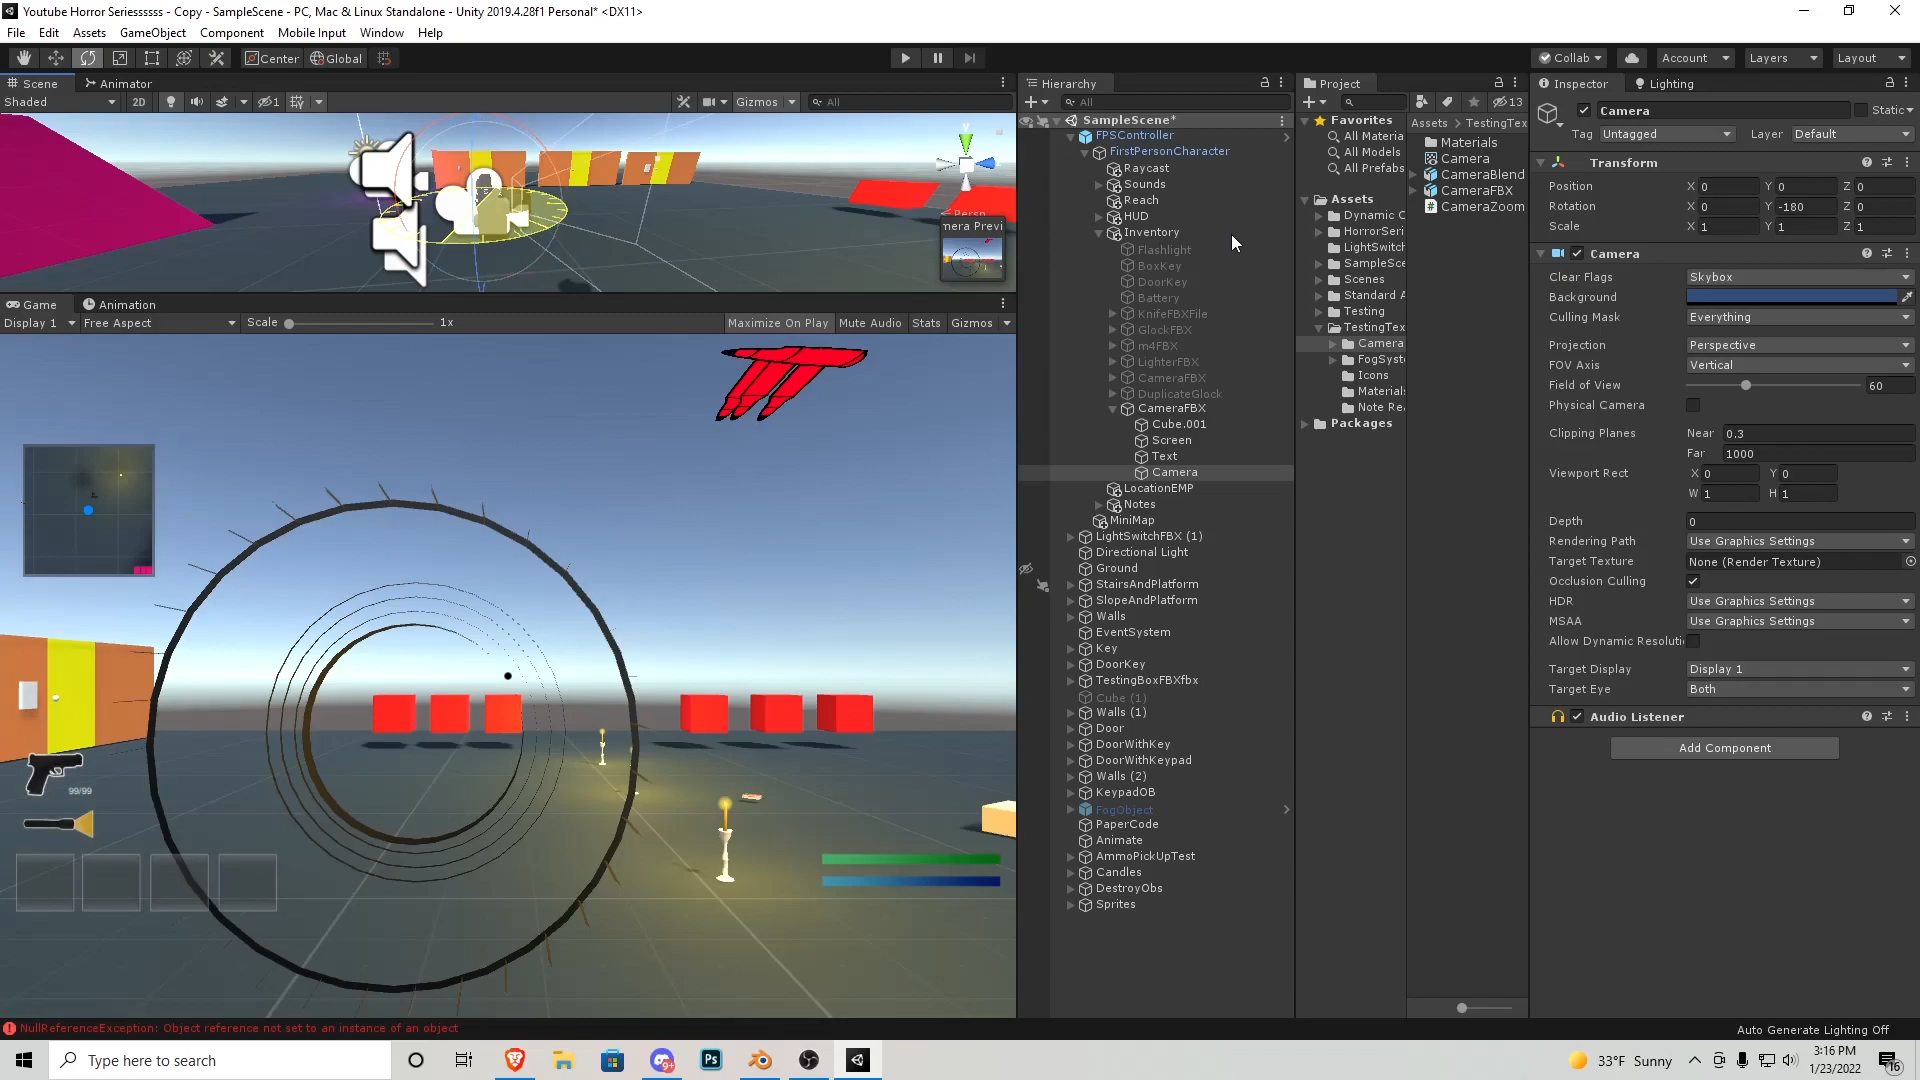 Youtube Horror Seriesssss - Copy - SampleScene - PC, Mac & Linux Standalone - Unity 2019.4.28f1 Personal* <DX11>
File Edit Assets GameObject Component Mobile Input Window Help
Center Global Collab Account Layers Layout
Scene Animator
Shaded 2D 1 Gizmos All
Persp
mera Previ
Game Animation
Display 1 Free Aspect Scale 1x Maximize On Play Mute Audio Stats Gizmos
99/99
Hierarchy
All
SampleScene*
FPSController
FirstPersonCharacter
Raycast
Sounds
Reach
HUD
Inventory
Flashlight
BoxKey
DoorKey
Battery
KnifeFBXFile
GlockFBX
m4FBX
LighterFBX
CameraFBX
DuplicateGlock
CameraFBX
Cube.001
Screen
Text
Camera
LocationEMP
Notes
MiniMap
LightSwitchFBX (1)
Directional Light
Ground
StairsAndPlatform
SlopeAndPlatform
Walls
EventSystem
Key
DoorKey
TestingBoxFBXfbx
Cube (1)
Walls (1)
Door
DoorWithKey
DoorWithKeypad
Walls (2)
KeypadOB
FogObject
PaperCode
Animate
AmmoPickUpTest
Candles
DestroyObs
Sprites
Project
13
Favorites
All Materia
All Models
All Prefabs
Assets
Dynamic C
HorrorSeri
LightSwitch
SampleSce
Scenes
Standard A
Testing
TestingTex
Camera
FogSyst
Icons
Material
Note Re
Packages
Assets > TestingTex
Materials
Camera
CameraBlend
CameraFBX
CameraZoom
Inspector Lighting
Camera Static
Tag Untagged Layer Default
Transform
Position X 0 Y 0 Z 0
Rotation X 0 Y -180 Z 0
Scale X 1 Y 1 Z 1
Camera
Clear Flags Skybox
Background
Culling Mask Everything
Projection Perspective
FOV Axis Vertical
Field of View 60
Physical Camera
Clipping Planes Near 0.3
Far 1000
Viewport Rect X 0 Y 0
W 1 H 1
Depth 0
Rendering Path Use Graphics Settings
Target Texture None (Render Texture)
Occlusion Culling
HDR Use Graphics Settings
MSAA Use Graphics Settings
Allow Dynamic Resoluti
Target Display Display 1
Target Eye Both
Audio Listener
Add Component
NullReferenceException: Object reference not set to an instance of an object
Auto Generate Lighting Off
Type here to search
9+
Ps
33°F Sunny
3:16 PM
1/23/2022
16